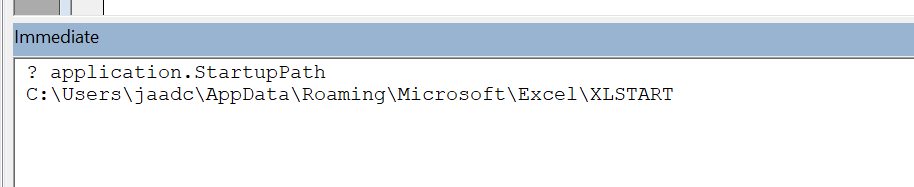 Immediate
? application.StartupPath
C:\Users\jaadc\AppData\Roaming\Microsoft\Excel\XLSTART